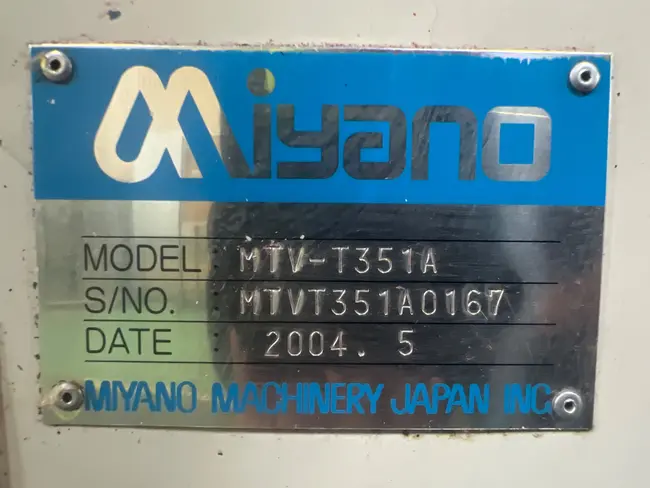 Miyano
MODEL : MTV-T351A
S/NO. : MTVT351A0167
DATE : 2004. 5
MIYANO MACHINERY JAPAN INC